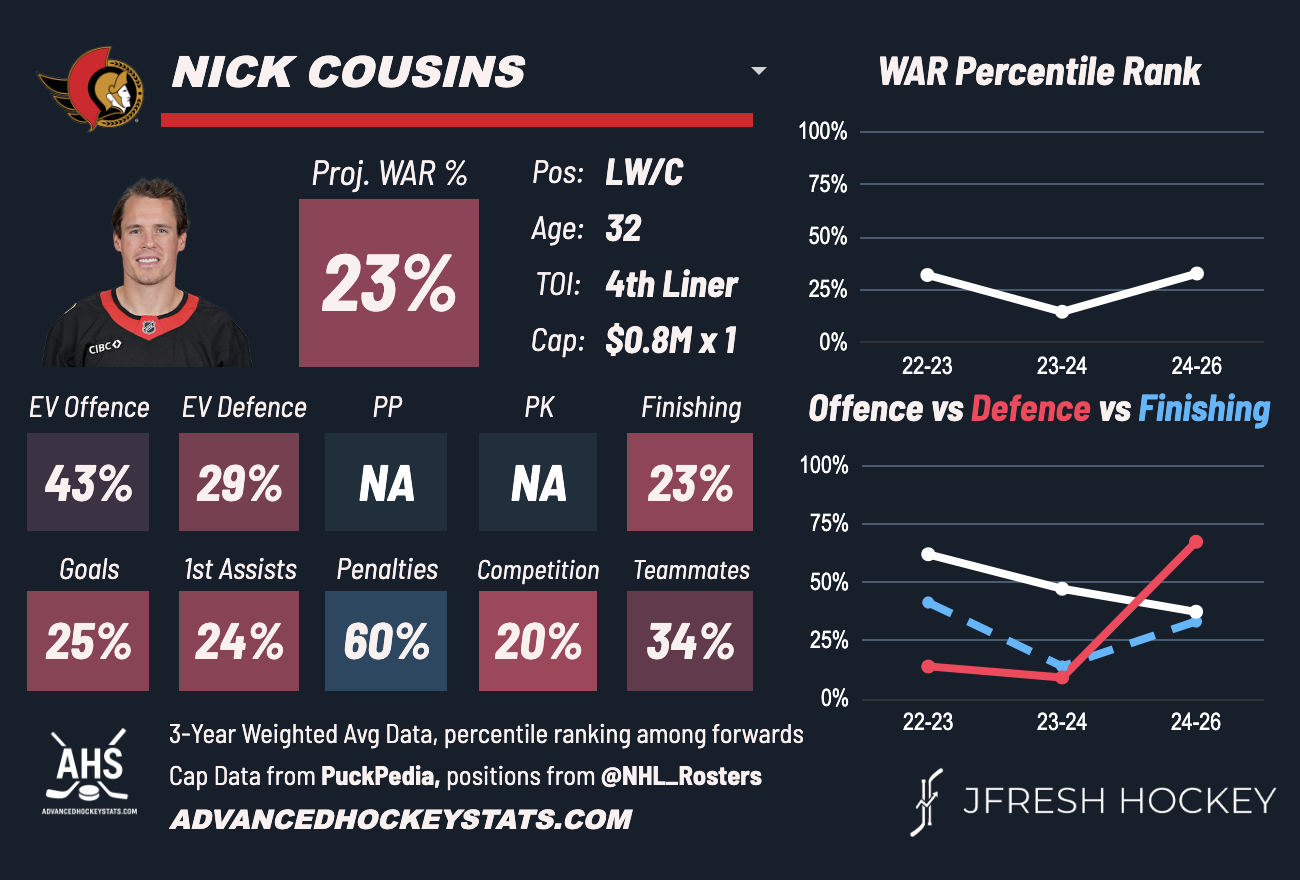 NICK COUSINS
Proj. WAR %
23%
Pos: LW/C
Age: 32
TOI: 4th Liner
Cap: $0.8M x 1
CIBC
EV Offence EV Defence PP PK Finishing
43% 29% NA NA 23%
Goals 1st Assists Penalties Competition Teammates
25% 24% 60% 20% 34%
WAR Percentile Rank
100%
75%
50%
25%
0%
22-23 23-24 24-26
Offence vs Defence vs Finishing
100%
75%
50%
25%
0%
22-23 23-24 24-26
AHS
ADVANCEDHOCKEYSTATS.COM
3-Year Weighted Avg Data, percentile ranking among forwards
Cap Data from PuckPedia, positions from @NHL_Rosters
ADVANCEDHOCKEYSTATS.COM
JFRESH HOCKEY